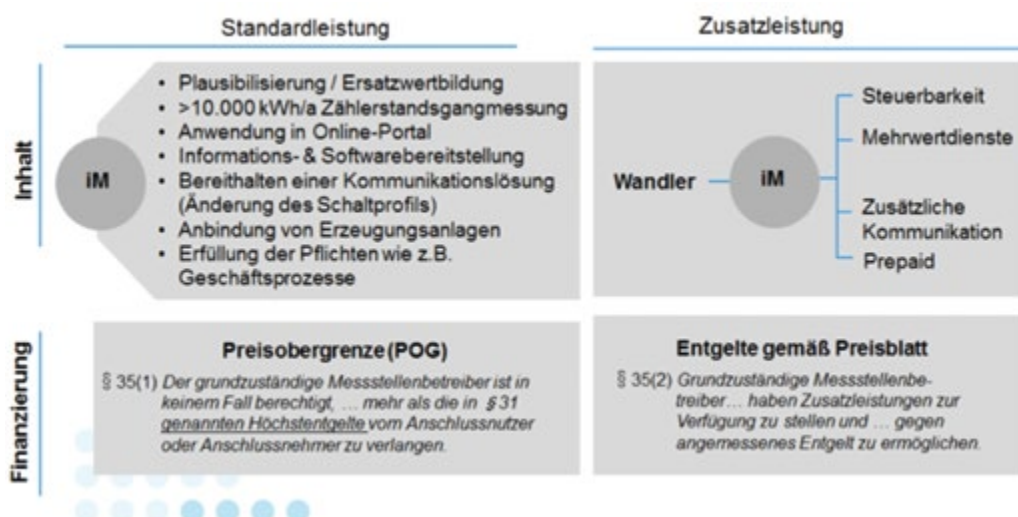 Standardleistung
Zusatzleistung
Inhalt
iM
• Plausibilisierung / Ersatzwertbildung
• >10.000 kWh/a Zählerstandsgangmessung
• Anwendung in Online-Portal
• Informations- & Softwarebereitstellung
• Bereithalten einer Kommunikationslösung
(Änderung des Schaltprofils)
• Anbindung von Erzeugungsanlagen
• Erfüllung der Pflichten wie z.B.
Geschäftsprozesse
Wandler
iM
Steuerbarkeit
Mehrwertdienste
Zusätzliche
Kommunikation
Prepaid
Finanzierung
Preisobergrenze (POG)
§ 35(1) Der grundzuständige Messstellenbetreiber ist in
keinem Fall berechtigt, … mehr als die in § 31
genannten Höchstentgelte vom Anschlussnutzer
oder Anschlussnehmer zu verlangen.
Entgelte gemäß Preisblatt
§ 35(2) Grundzuständige Messstellenbe-
treiber… haben Zusatzleistungen zur
Verfügung zu stellen und … gegen
angemessenes Entgelt zu ermöglichen.